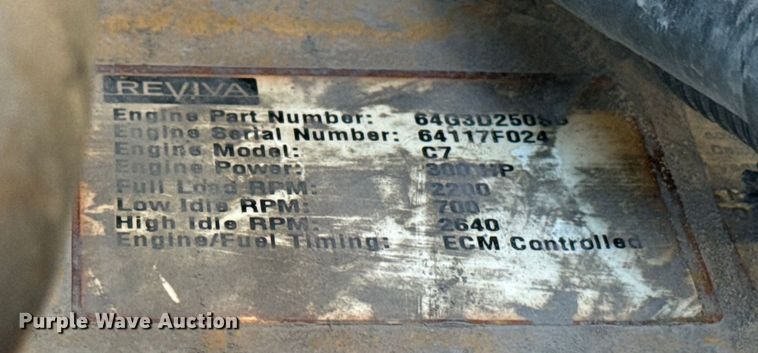 REVIVA
Engine Part Number:
Engine Serial Number: 64117F024
Engine Model: C7
Engine Power: 300 HP
Full Load RPM: 2200
Low Idle RPM: 700
High Idle RPM: 2640
Engine/Fuel Timing: ECM Controlled
Purple Wave Auction